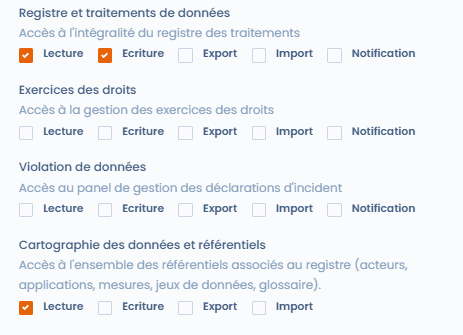 Registre et traitements de données
Accès à l'intégralité du registre des traitements
Lecture Ecriture Export Import Notification
Exercices des droits
Accès à la gestion des exercices des droits
Lecture Ecriture Export Import Notification
Violation de données
Accès au panel de gestion des déclarations d'incident
Lecture Ecriture Export Import Notification
Cartographie des données et référentiels
Accès à l'ensemble des référentiels associés au registre (acteurs,
applications, mesures, jeux de données, glossaire).
Lecture Ecriture Export Import